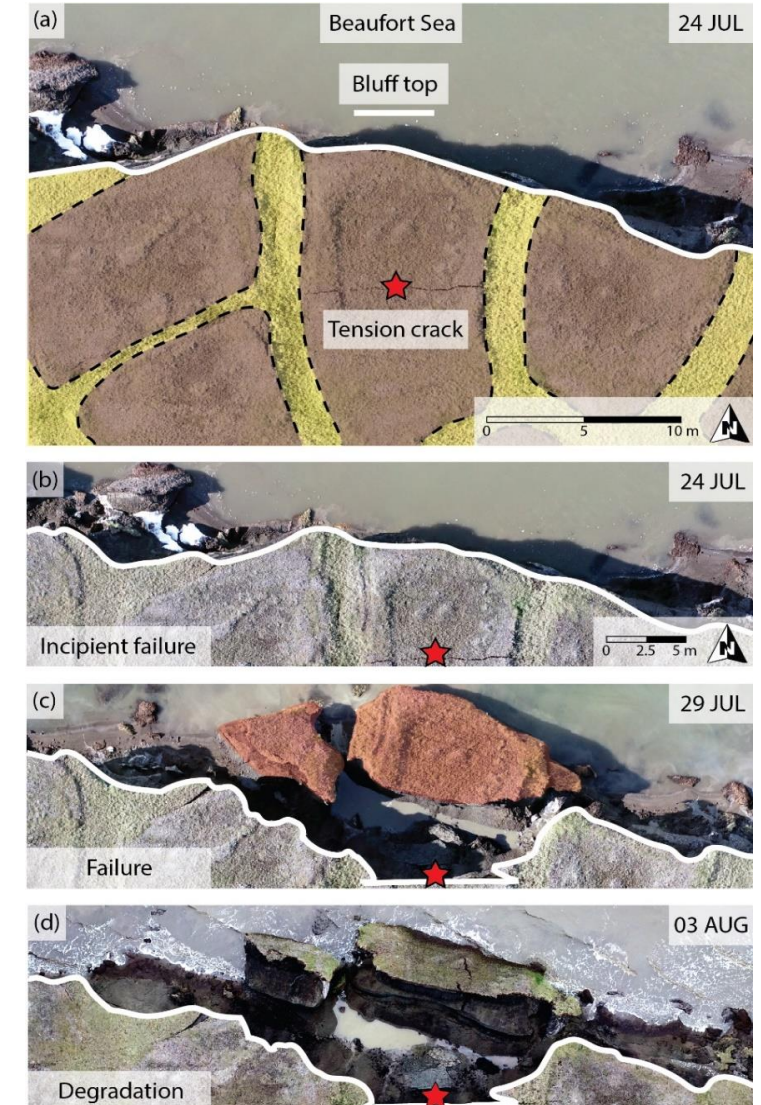 (a)
Beaufort Sea
24 JUL
Bluff top
Tension crack
0 5 10 m
N
(b)
24 JUL
Incipient failure
0 2.5 5 m
N
(c)
29 JUL
Failure
(d)
03 AUG
Degradation